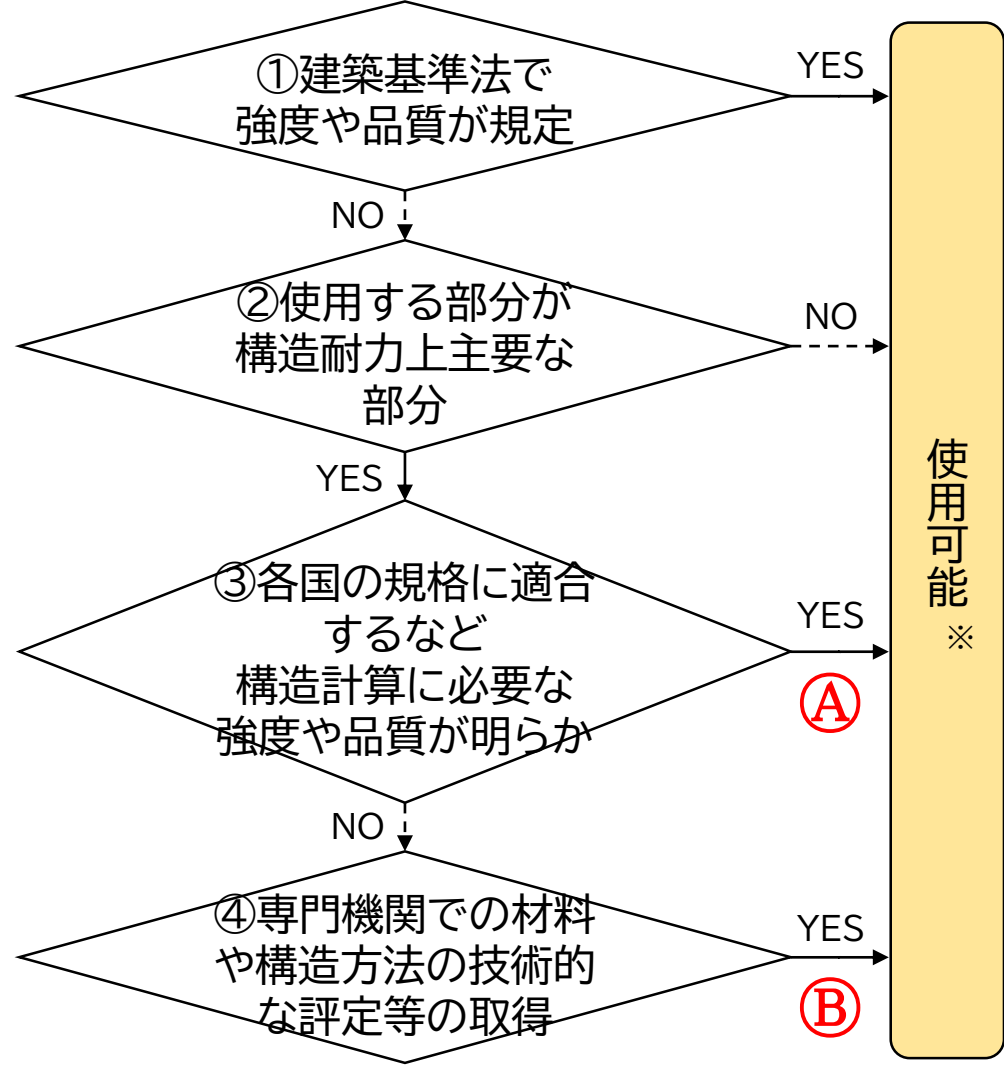 ①建築基準法で
強度や品質が規定
YES
NO
②使用する部分が
構造耐力上主要な
部分
NO
YES
③各国の規格に適合
するなど
構造計算に必要な
強度や品質が明らか
YES
Ⓐ
NO
④専門機関での材料
や構造方法の技術的
な評定等の取得
YES
Ⓑ
使用可能※